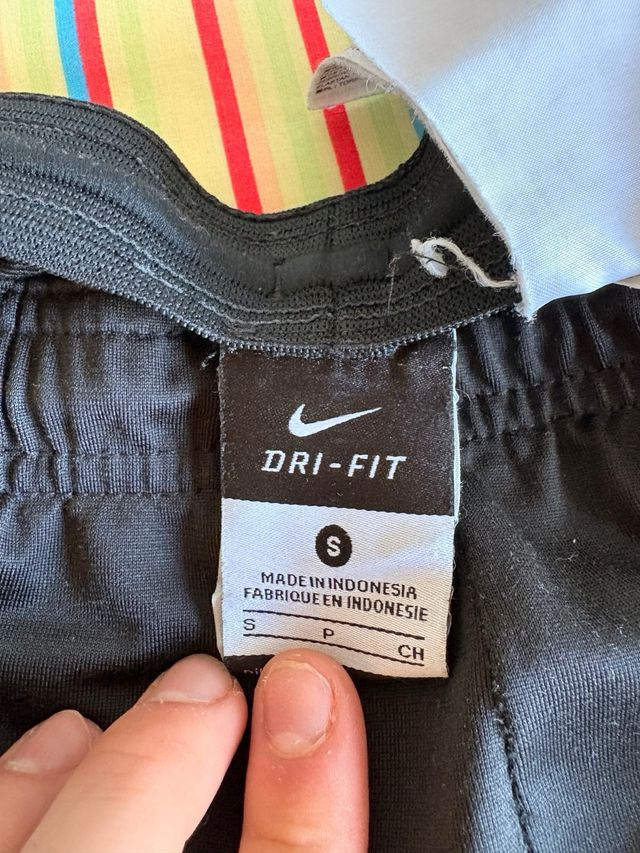 DRI-FIT
S
MADE IN INDONESIA
FABRIQUE EN INDONESIE
S
P
CH